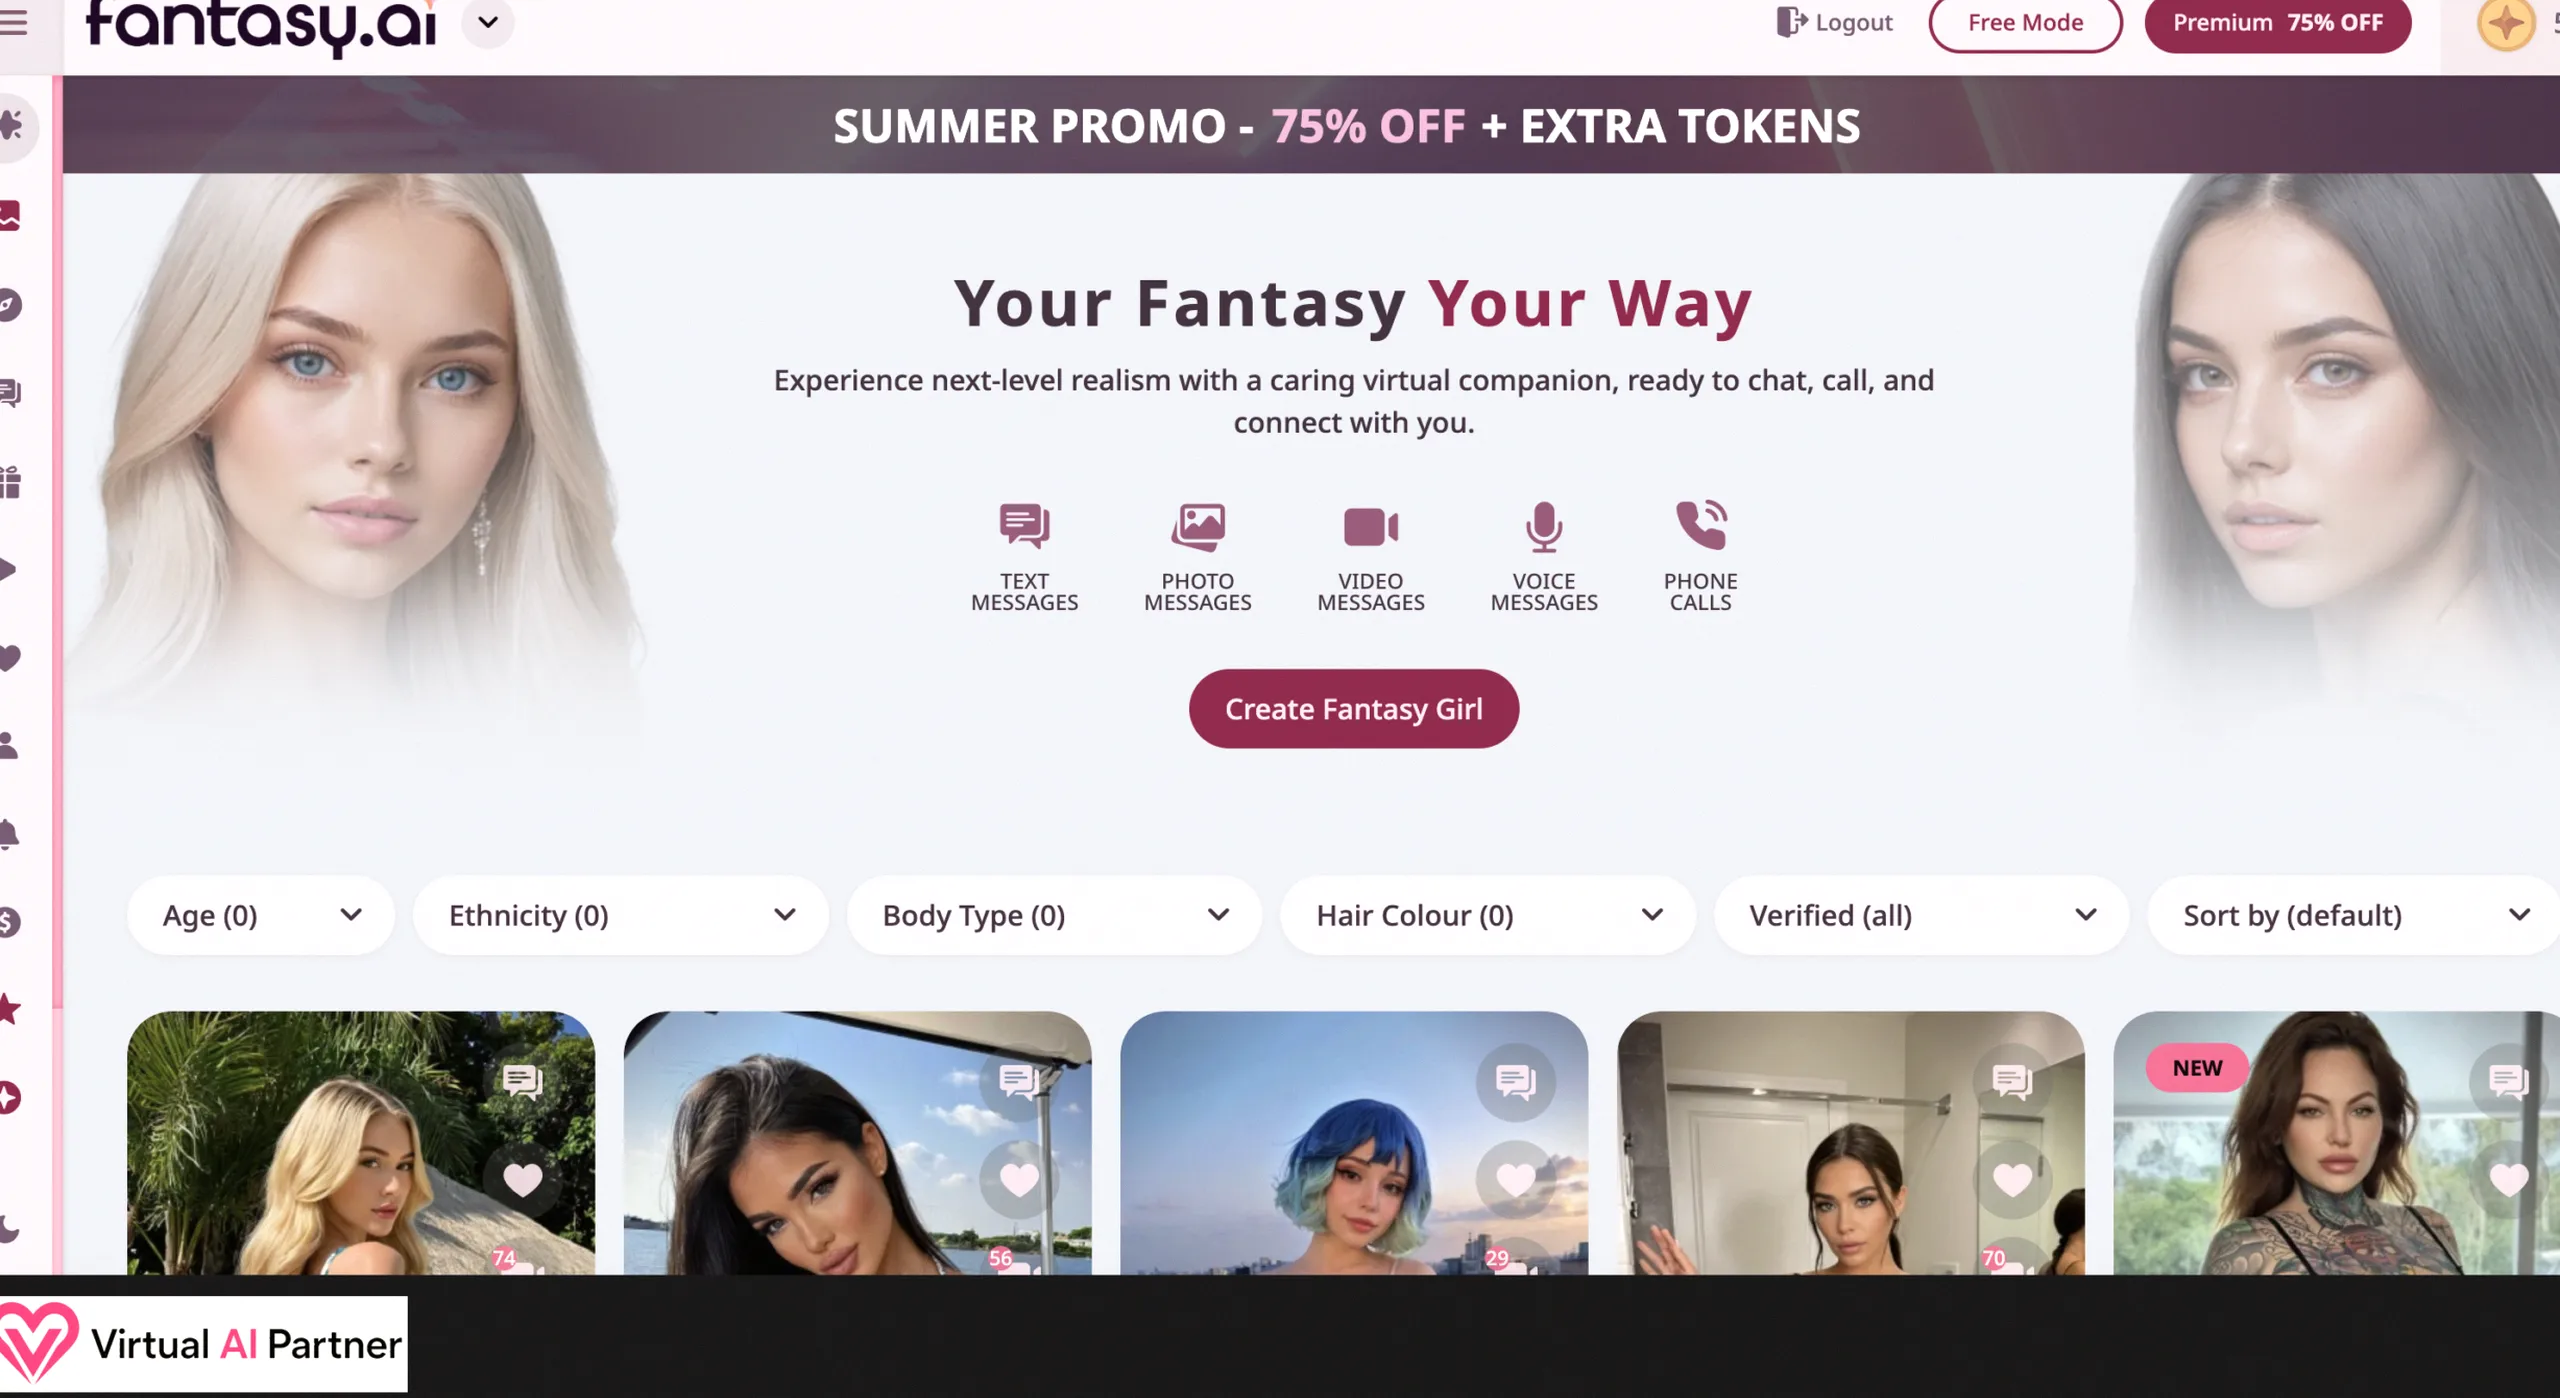 fantasy.ai
Logout
Free Mode
Premium 75% OFF
SUMMER PROMO - 75% OFF + EXTRA TOKENS
Your Fantasy Your Way
Experience next-level realism with a caring virtual companion, ready to chat, call, and
connect with you.
TEXT
MESSAGES
PHOTO
MESSAGES
VIDEO
MESSAGES
VOICE
MESSAGES
PHONE
CALLS
Create Fantasy Girl
Age (0)
Ethnicity (0)
Body Type (0)
Hair Colour (0)
Verified (all)
Sort by (default)
NEW
74
56
29
70
Virtual AI Partner